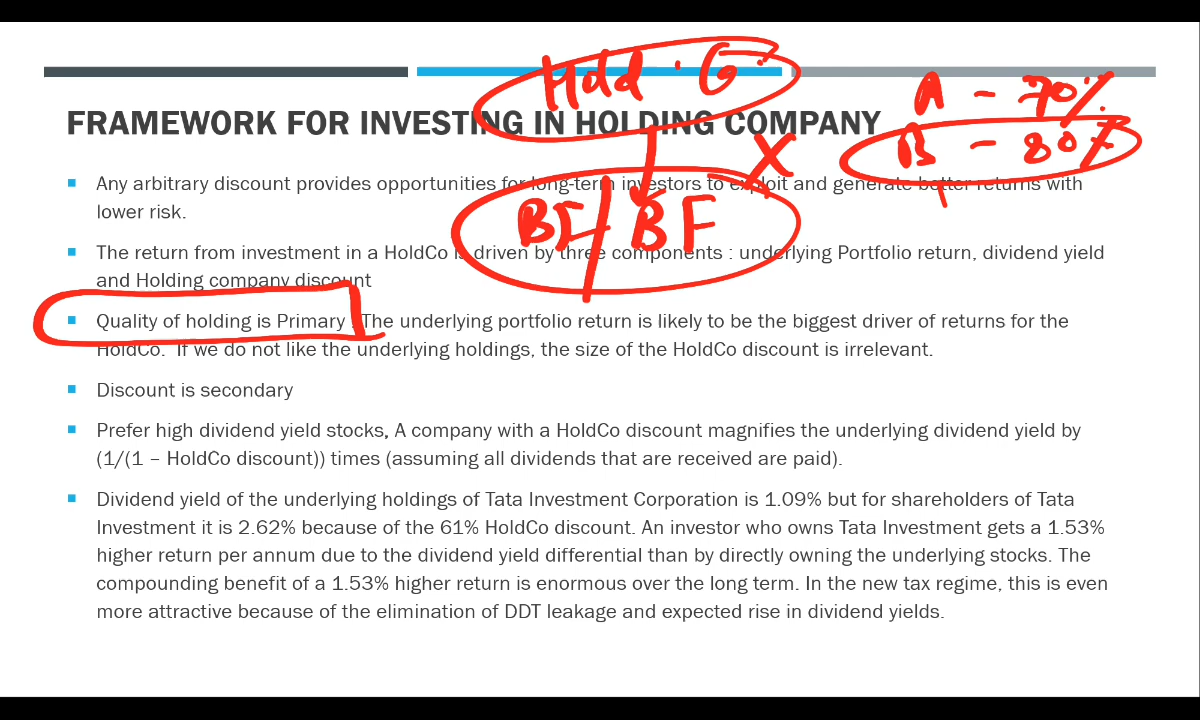 Hold · G
A - 70%
B - 80%
FRAMEWORK FOR INVESTING IN HOLDING COMPANY
X
Any arbitrary discount provides opportunities for long-term investors to exploit and generate better returns with
lower risk.
BF BF
The return from investment in a HoldCo is driven by three components : underlying Portfolio return, dividend yield
and Holding company discount
Quality of holding is Primary : The underlying portfolio return is likely to be the biggest driver of returns for the
HoldCo. If we do not like the underlying holdings, the size of the HoldCo discount is irrelevant.
Discount is secondary
Prefer high dividend yield stocks, A company with a HoldCo discount magnifies the underlying dividend yield by
(1/(1 – HoldCo discount)) times (assuming all dividends that are received are paid).
Dividend yield of the underlying holdings of Tata Investment Corporation is 1.09% but for shareholders of Tata
Investment it is 2.62% because of the 61% HoldCo discount. An investor who owns Tata Investment gets a 1.53%
higher return per annum due to the dividend yield differential than by directly owning the underlying stocks. The
compounding benefit of a 1.53% higher return is enormous over the long term. In the new tax regime, this is even
more attractive because of the elimination of DDT leakage and expected rise in dividend yields.